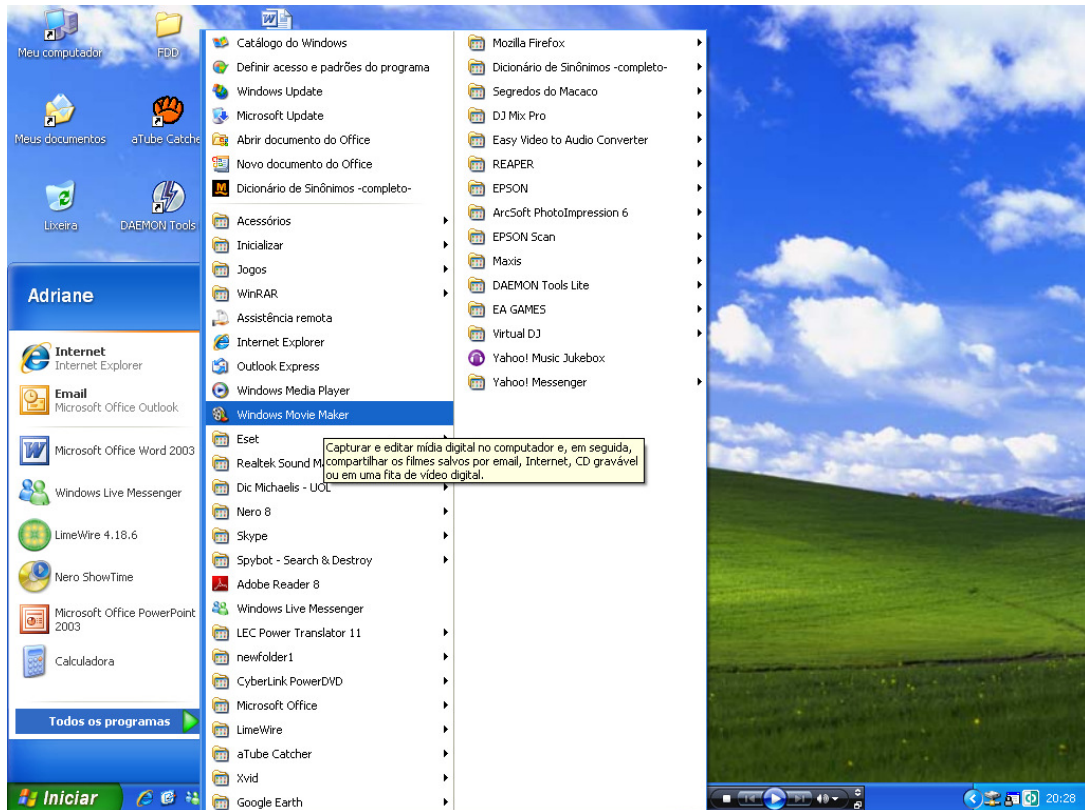 Meu computador
FDD
Meus documentos
aTube Catche
Lixeira
DAEMON Tools
Adriane
Internet
Internet Explorer
Email
Microsoft Office Outlook
Microsoft Office Word 2003
Windows Live Messenger
LimeWire 4.18.6
Nero ShowTime
Microsoft Office PowerPoint
2003
Calculadora
Todos os programas
Catálogo do Windows
Definir acesso e padrões do programa
Windows Update
Microsoft Update
Abrir documento do Office
Novo documento do Office
Dicionário de Sinônimos -completo-
Acessórios
Inicializar
Jogos
WinRAR
Assistência remota
Internet Explorer
Outlook Express
Windows Media Player
Windows Movie Maker
Eset
Realtek Sound M
Dic Michaelis - UOL
Nero 8
Skype
Spybot - Search & Destroy
Adobe Reader 8
Windows Live Messenger
LEC Power Translator 11
newfolder1
CyberLink PowerDVD
Microsoft Office
LimeWire
aTube Catcher
Xvid
Google Earth
Capturar e editar mídia digital no computador e, em seguida,
compartilhar os filmes salvos por email, Internet, CD gravável
ou em uma fita de vídeo digital.
Mozilla Firefox
Dicionário de Sinônimos -completo-
Segredos do Macaco
DJ Mix Pro
Easy Video to Audio Converter
REAPER
EPSON
ArcSoft PhotoImpression 6
EPSON Scan
Maxis
DAEMON Tools Lite
EA GAMES
Virtual DJ
Yahoo! Music Jukebox
Yahoo! Messenger
Iniciar
20:28